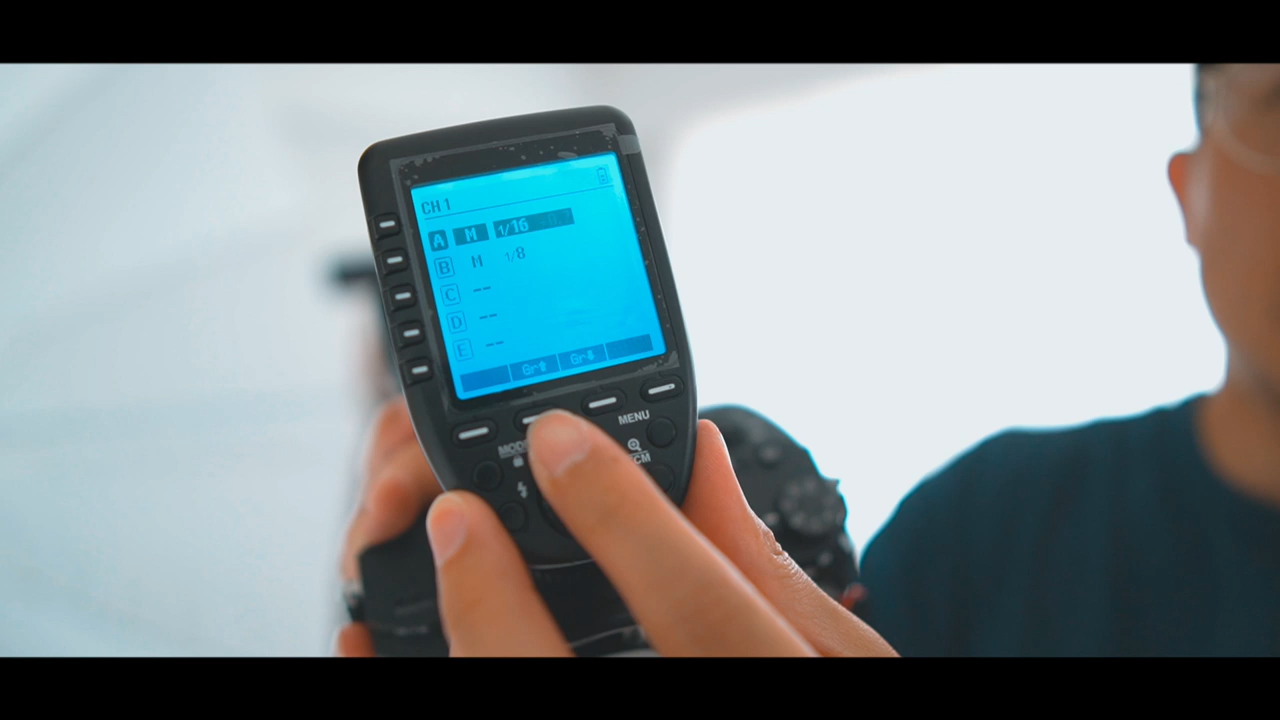 CH 1
A M 1/16
B M 1/8
C --
D --
E --
Gr⬆ Gr⬇
MENU
MODE